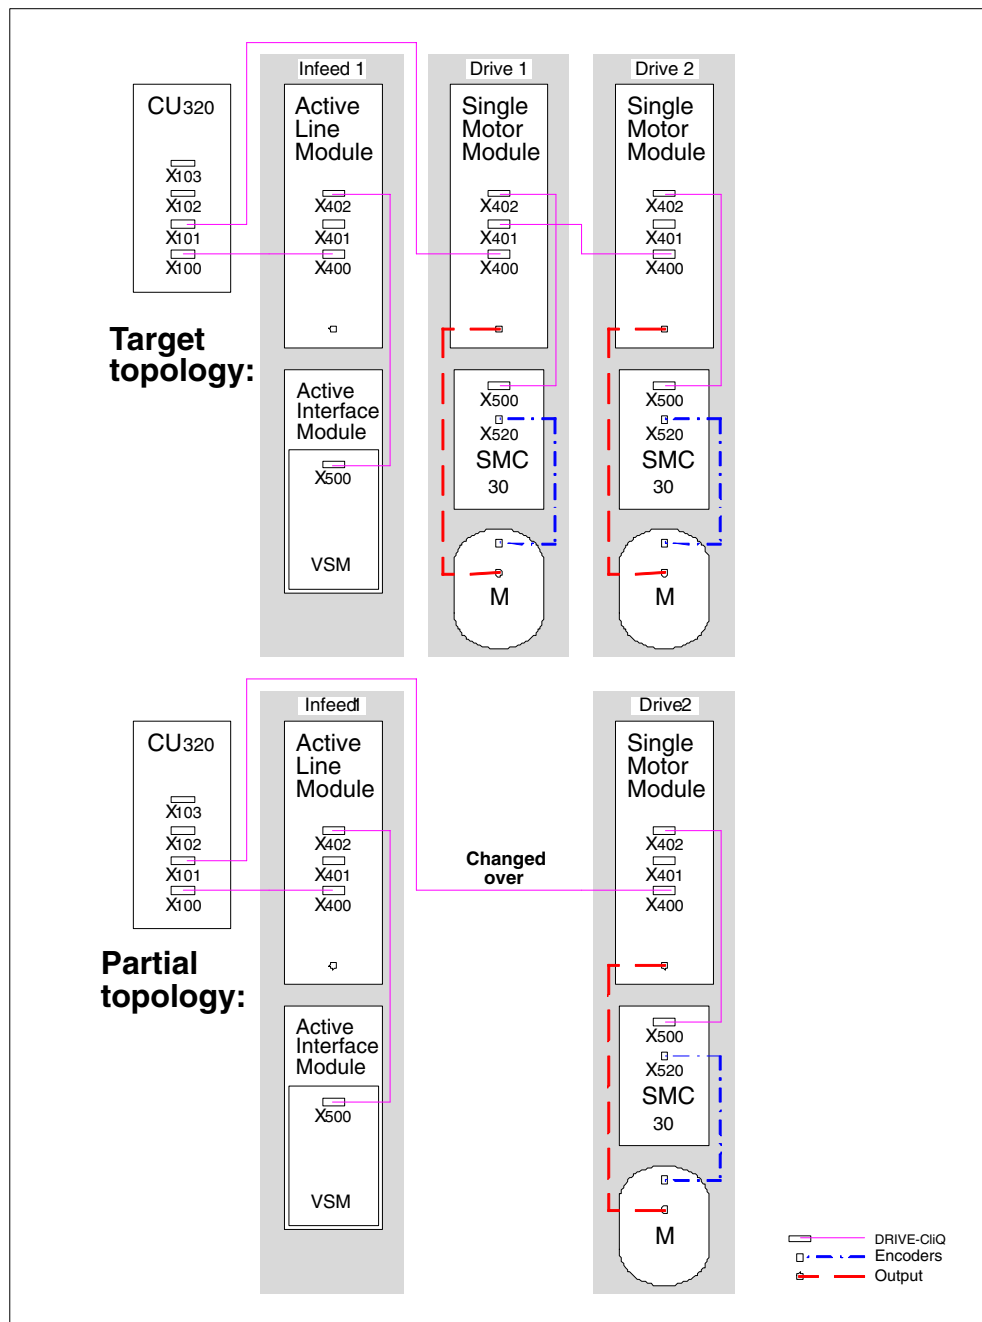 Infeed 1
Drive 1
Drive 2
CU320
X103
X102
X101
X100
Active
Line
Module
X402
X401
X400
Single
Motor
Module
X402
X401
X400
Single
Motor
Module
X402
X401
X400
Target
topology:
Active
Interface
Module
X500
VSM
X500
X520
SMC
30
M
X500
X520
SMC
30
M
Infeed1
Drive2
CU320
X103
X102
X101
X100
Active
Line
Module
X402
X401
X400
Changed
over
Single
Motor
Module
X402
X401
X400
Partial
topology:
Active
Interface
Module
X500
VSM
X500
X520
SMC
30
M
DRIVE-CliQ
Encoders
Output